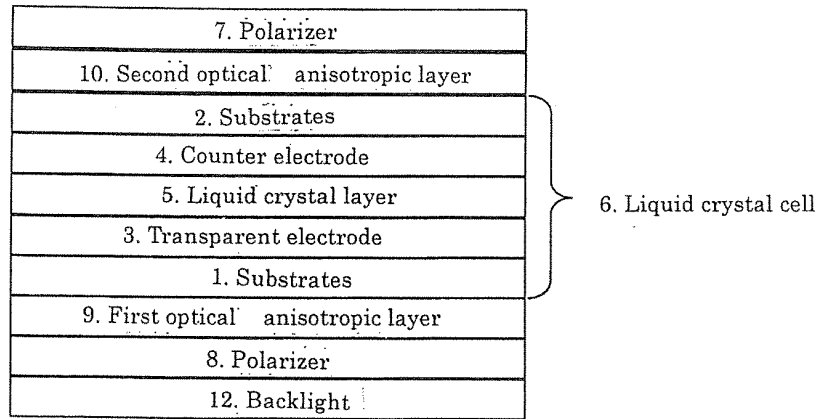 7. Polarizer
10. Second optical anisotropic layer
2. Substrates
4. Counter electrode
5. Liquid crystal layer
3. Transparent electrode
1. Substrates
9. First optical anisotropic layer
8. Polarizer
12. Backlight
6. Liquid crystal cell